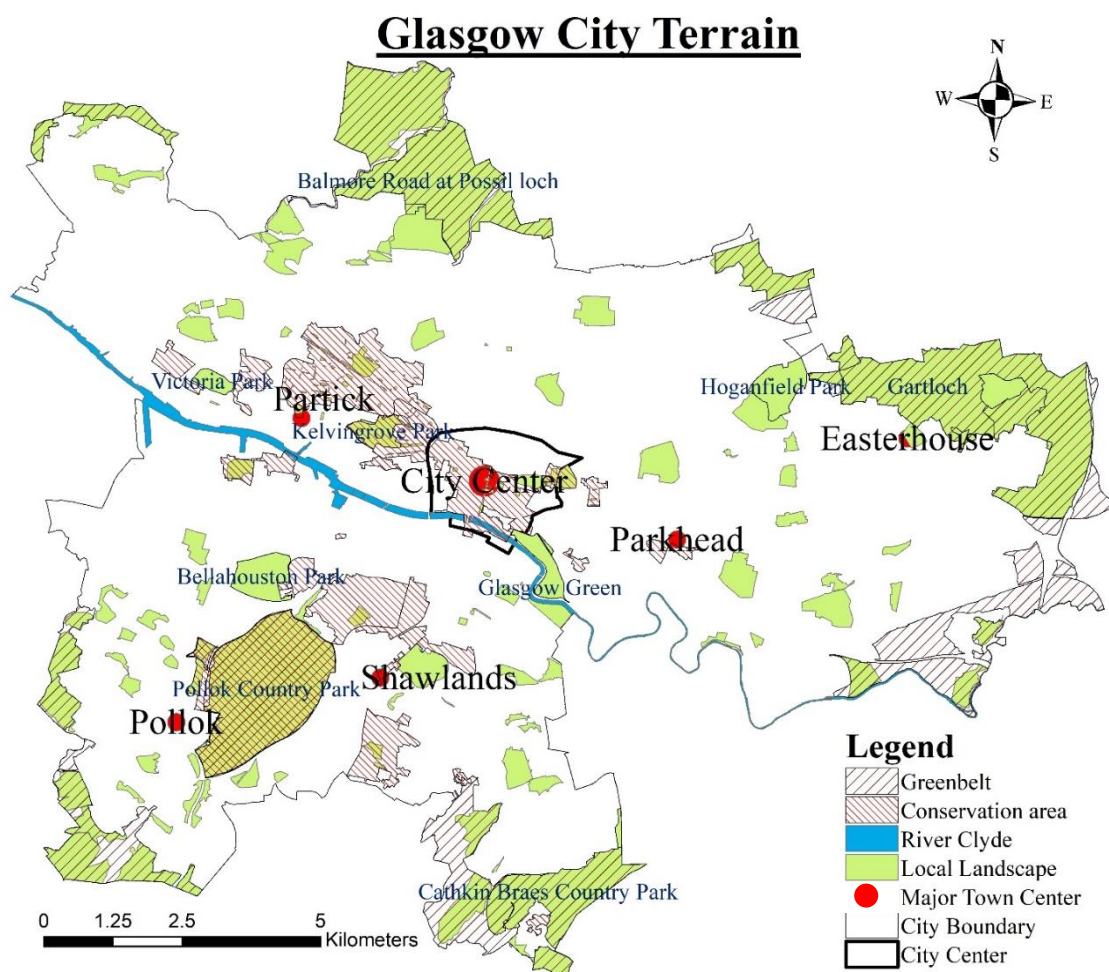 Glasgow City Terrain
N
W
E
S
Balmore Road at Possil loch
Victoria Park
Partick
Kelvingrove Park
Hoganfield Park
Gartloch
Easterhouse
City Center
Parkhead
Bellahouston Park
Glasgow Green
Pollok Country Park
Shawlands
Pollok
Cathkin Braes Country Park
Legend
Greenbelt
Conservation area
River Clyde
Local Landscape
Major Town Center
City Boundary
City Center
0 1.25 2.5 5
Kilometers